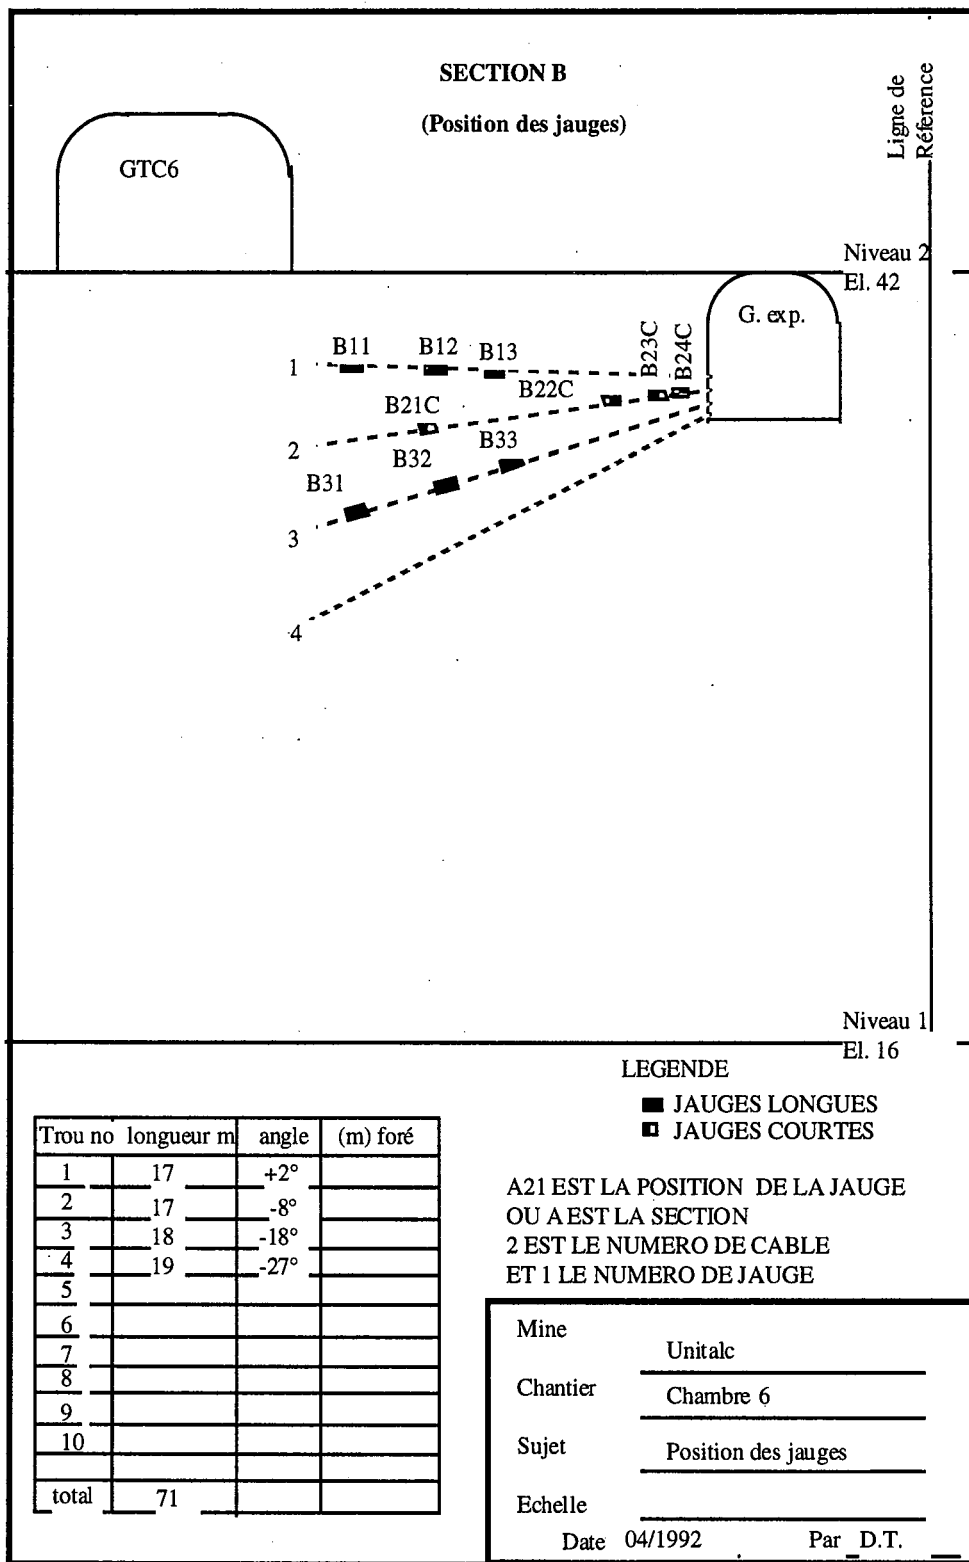 SECTION B
(Position des jauges)
Ligne de
Réference
GTC6
Niveau 2
El. 42
G. exp.
B11
B12
B13
B23C
B24C
1
B22C
B21C
2
B33
B32
B31
3
4
Niveau 1
El. 16
LEGENDE
JAUGES LONGUES
JAUGES COURTES
A21 EST LA POSITION DE LA JAUGE
OU A EST LA SECTION
2 EST LE NUMERO DE CABLE
ET 1 LE NUMERO DE JAUGE
Trou no longueur m angle (m) foré
1 17 +2°
2 17 -8°
3 18 -18°
4 19 -27°
5
6
7
8
9
10
total 71
Mine Unitalc
Chantier Chambre 6
Sujet Position des jauges
Echelle
Date 04/1992 Par D.T.